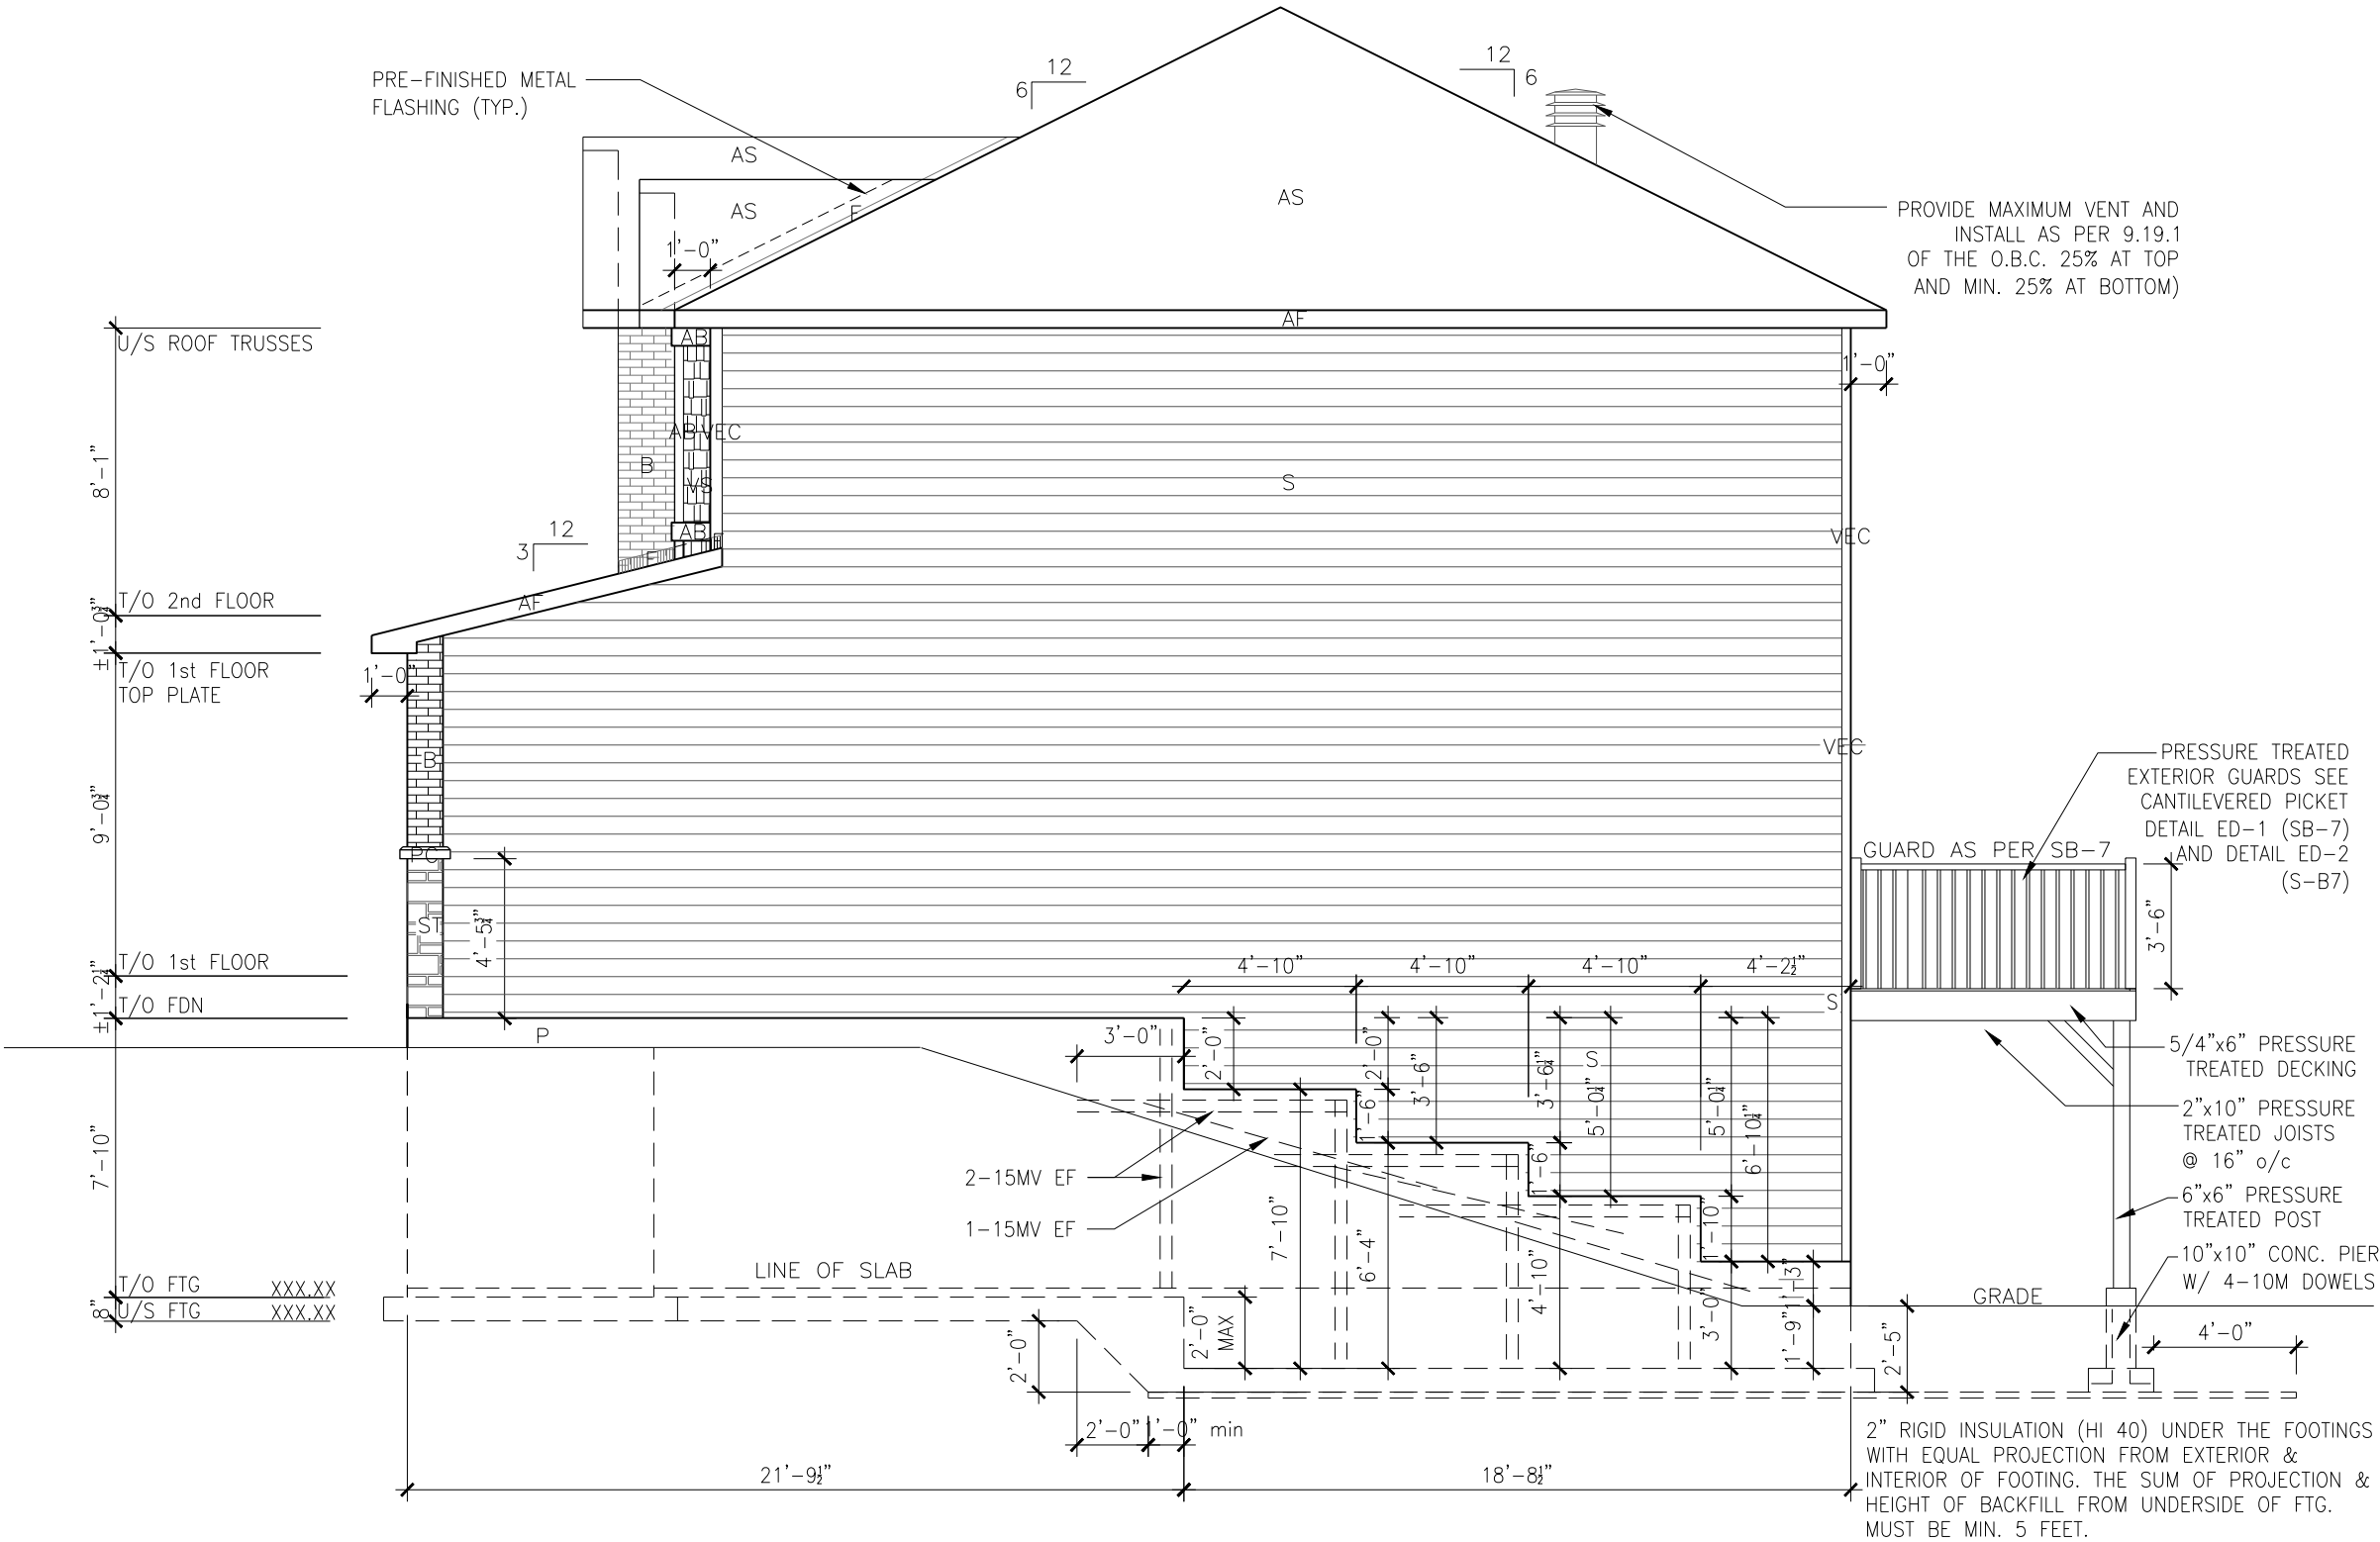 12
6
12
6
PRE-FINISHED METAL
FLASHING (TYP.)
AS
AS
F
AS
1'-0"
PROVIDE MAXIMUM VENT AND
INSTALL AS PER 9.19.1
OF THE O.B.C. 25% AT TOP
AND MIN. 25% AT BOTTOM)
AF
U/S ROOF TRUSSES
AB
1'-0"
8'-1"
AB VEC
B
VS
S
AB
F
VEC
12
3
T/O 2nd FLOOR
AF
±1'-0¾"
T/O 1st FLOOR
TOP PLATE
1'-0"
B
VEC
9'-0¾"
PC
ST
4'-5¾"
PRESSURE TREATED
EXTERIOR GUARDS SEE
CANTILEVERED PICKET
DETAIL ED-1 (SB-7)
AND DETAIL ED-2
(S-B7)
GUARD AS PER SB-7
3'-6"
T/O 1st FLOOR
±1'-2¼"
T/O FDN
4'-10"
4'-10"
4'-10"
4'-2½"
S
P
3'-0"
2'-0"
2'-0"
3'-6"
3'-6¼"
S
5'-0¼"
5'-0¼"
6'-10¼"
1'-6"
1'-6"
1'-10"
5/4"x6" PRESSURE
TREATED DECKING
2"x10" PRESSURE
TREATED JOISTS
@ 16" o/c
6"x6" PRESSURE
TREATED POST
10"x10" CONC. PIER
W/ 4-10M DOWELS
7'-10"
2-15MV EF
1-15MV EF
7'-10"
6'-4"
4'-10"
3'-0"
1'-3"
1'-9"
LINE OF SLAB
T/O FTG XXX.XX
U/S FTG XXX.XX
8"
GRADE
2'-0"
MAX
2'-0"
2'-5"
4'-0"
2'-0"
1'-0" min
21'-9½"
18'-8½"
2" RIGID INSULATION (HI 40) UNDER THE FOOTINGS
WITH EQUAL PROJECTION FROM EXTERIOR &
INTERIOR OF FOOTING. THE SUM OF PROJECTION &
HEIGHT OF BACKFILL FROM UNDERSIDE OF FTG.
MUST BE MIN. 5 FEET.